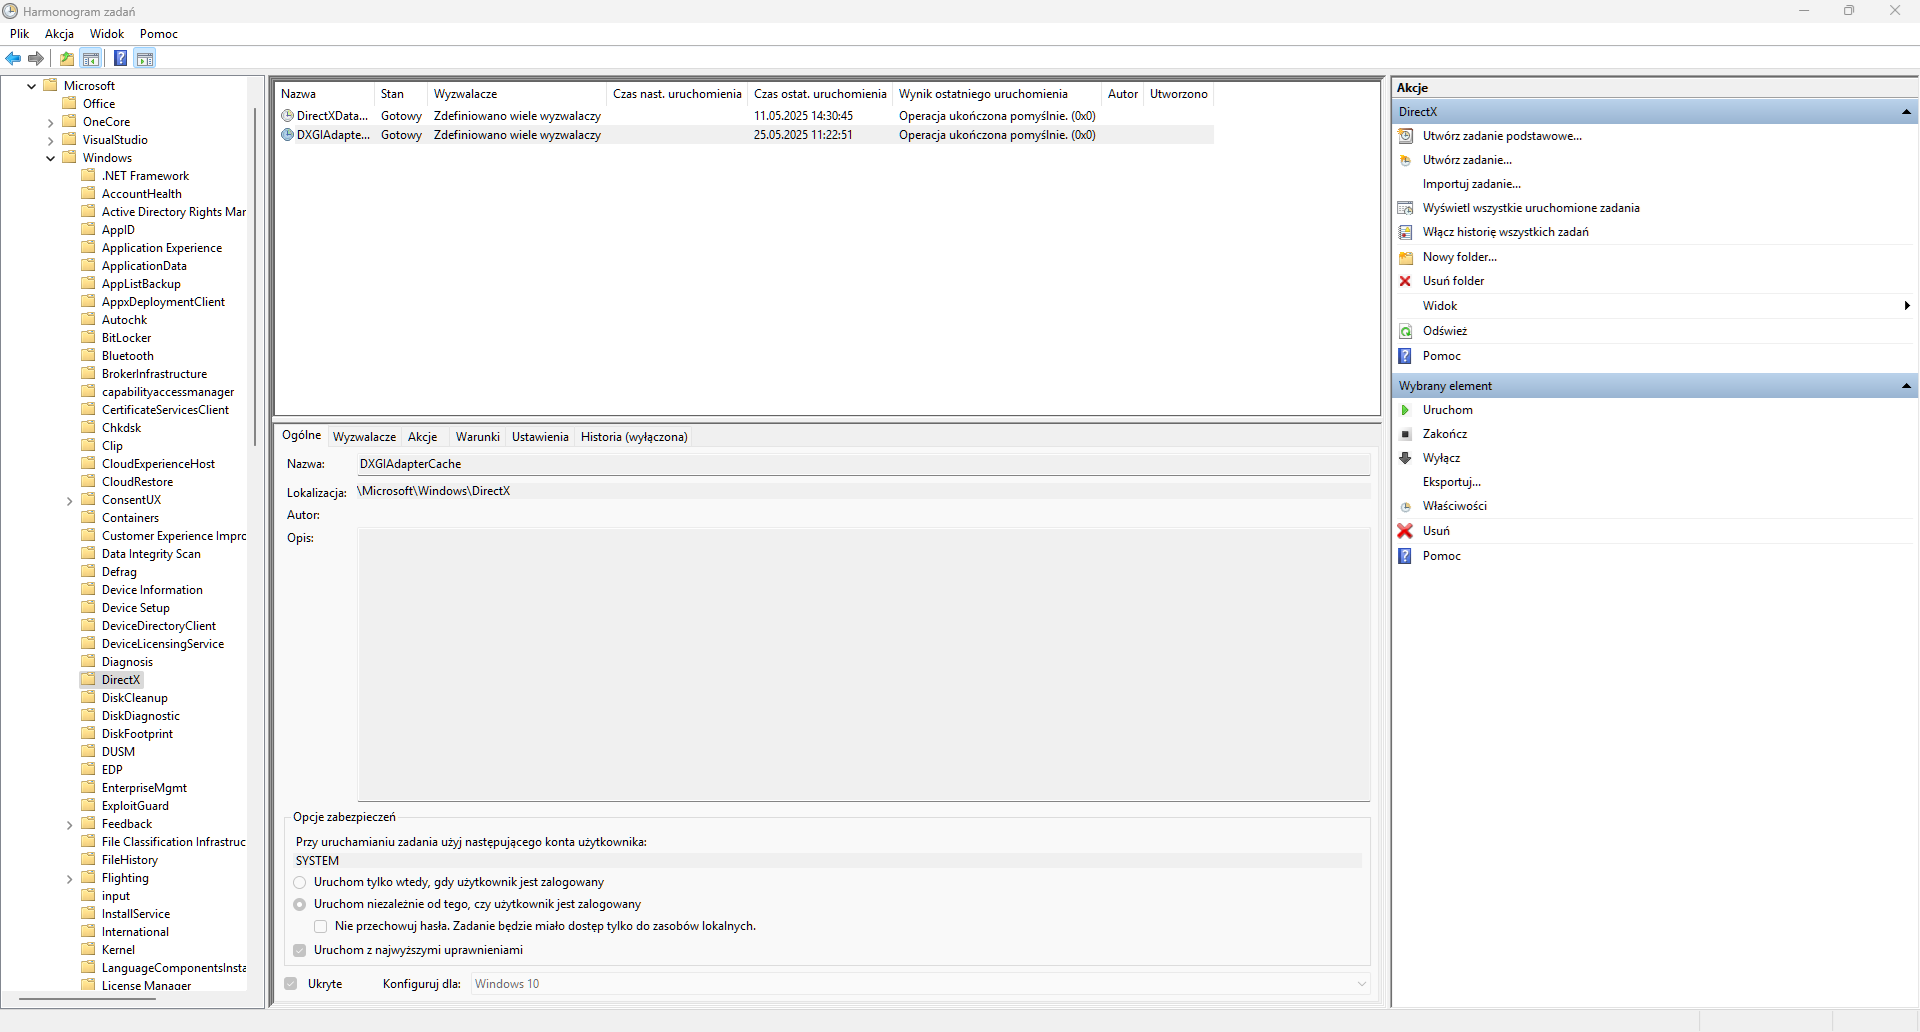 Harmonogram zadań
Plik Akcja Widok Pomoc
Microsoft
Office
OneCore
VisualStudio
Windows
.NET Framework
AccountHealth
Active Directory Rights Mar
AppID
Application Experience
ApplicationData
AppListBackup
AppxDeploymentClient
Autochk
BitLocker
Bluetooth
BrokerInfrastructure
capabilityaccessmanager
CertificateServicesClient
Chkdsk
Clip
CloudExperienceHost
CloudRestore
ConsentUX
Containers
Customer Experience Impro
Data Integrity Scan
Defrag
Device Information
Device Setup
DeviceDirectoryClient
DeviceLicensingService
Diagnosis
DirectX
DiskCleanup
DiskDiagnostic
DiskFootprint
DUSM
EDP
EnterpriseMgmt
ExploitGuard
Feedback
File Classification Infrastruc
FileHistory
Flighting
input
InstallService
International
Kernel
LanguageComponentsInsta
License Manager
Nazwa Stan Wyzwalacze Czas nast. uruchomienia Czas ostat. uruchomienia Wynik ostatniego uruchomienia Autor Utworzono
DirectXData... Gotowy Zdefiniowano wiele wyzwalaczy 11.05.2025 14:30:45 Operacja ukończona pomyślnie. (0x0)
DXGIAdapte... Gotowy Zdefiniowano wiele wyzwalaczy 25.05.2025 11:22:51 Operacja ukończona pomyślnie. (0x0)
Ogólne Wyzwalacze Akcje Warunki Ustawienia Historia (wyłączona)
Nazwa: DXGIAdapterCache
Lokalizacja: \Microsoft\Windows\DirectX
Autor:
Opis:
Opcje zabezpieczeń
Przy uruchamianiu zadania użyj następującego konta użytkownika:
SYSTEM
Uruchom tylko wtedy, gdy użytkownik jest zalogowany
Uruchom niezależnie od tego, czy użytkownik jest zalogowany
Nie przechowuj hasła. Zadanie będzie miało dostęp tylko do zasobów lokalnych.
Uruchom z najwyższymi uprawnieniami
Ukryte Konfiguruj dla: Windows 10
Akcje
DirectX
Utwórz zadanie podstawowe...
Utwórz zadanie...
Importuj zadanie...
Wyświetl wszystkie uruchomione zadania
Włącz historię wszystkich zadań
Nowy folder...
Usuń folder
Widok
Odśwież
Pomoc
Wybrany element
Uruchom
Zakończ
Wyłącz
Eksportuj...
Właściwości
Usuń
Pomoc